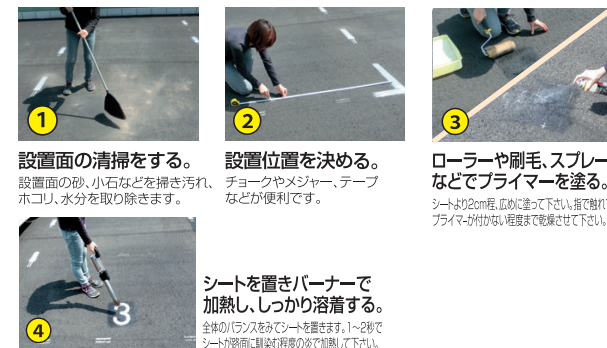 1
設置面の清掃をする。
設置面の砂、小石などを掃き汚れ、
ホコリ、水分を取り除きます。
2
設置位置を決める。
チョークやメジャー、テープ
などが便利です。
3
ローラーや刷毛、スプレー
などでプライマーを塗る。
シートより2cm程、広めに塗って下さい。指で触れて
プライマーが付かない程度まで乾燥させて下さい。
4
3
シートを置きバーナーで
加熱し、しっかり溶着する。
全体のバランスをみてシートを置きます。1〜2秒で
シートが路面に馴染む程度の炎で加熱して下さい。